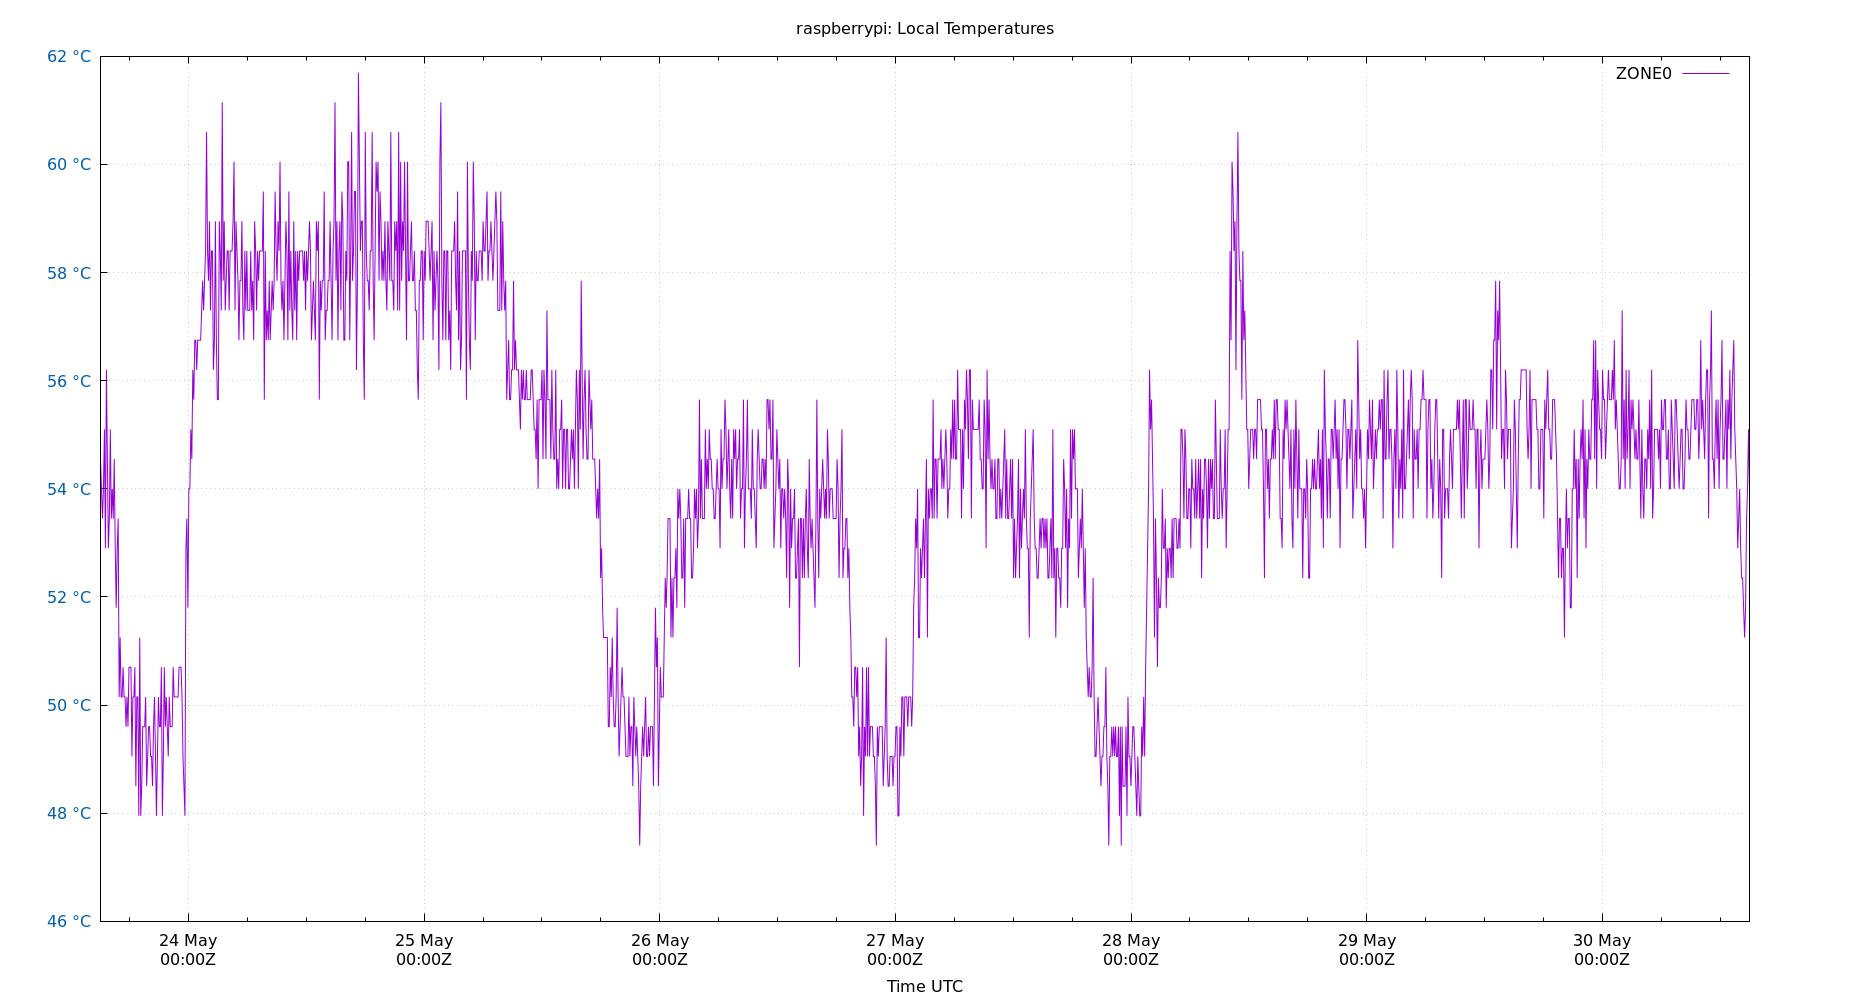 raspberrypi: Local Temperatures
62 °C
ZONE0
60 °C
58 °C
56 °C
54 °C
52 °C
50 °C
48 °C
46 °C
24 May 25 May 26 May 27 May 28 May 29 May 30 May
00:00Z 00:00Z 00:00Z 00:00Z 00:00Z 00:00Z 00:00Z
Time UTC